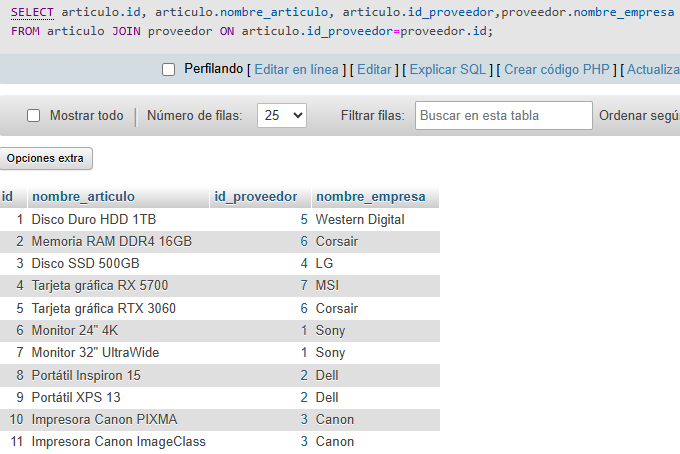 SELECT articulo.id, articulo.nombre_articulo, articulo.id_proveedor,proveedor.nombre_empresa
FROM articulo JOIN proveedor ON articulo.id_proveedor=proveedor.id;
Perfilando [ Editar en línea ] [ Editar ] [ Explicar SQL ] [ Crear código PHP ] [ Actualiza
Mostrar todo Número de filas: 25 Filtrar filas: Buscar en esta tabla Ordenar segú
Opciones extra
id nombre_articulo id_proveedor nombre_empresa
1 Disco Duro HDD 1TB 5 Western Digital
2 Memoria RAM DDR4 16GB 6 Corsair
3 Disco SSD 500GB 4 LG
4 Tarjeta gráfica RX 5700 7 MSI
5 Tarjeta gráfica RTX 3060 6 Corsair
6 Monitor 24" 4K 1 Sony
7 Monitor 32" UltraWide 1 Sony
8 Portátil Inspiron 15 2 Dell
9 Portátil XPS 13 2 Dell
10 Impresora Canon PIXMA 3 Canon
11 Impresora Canon ImageClass 3 Canon